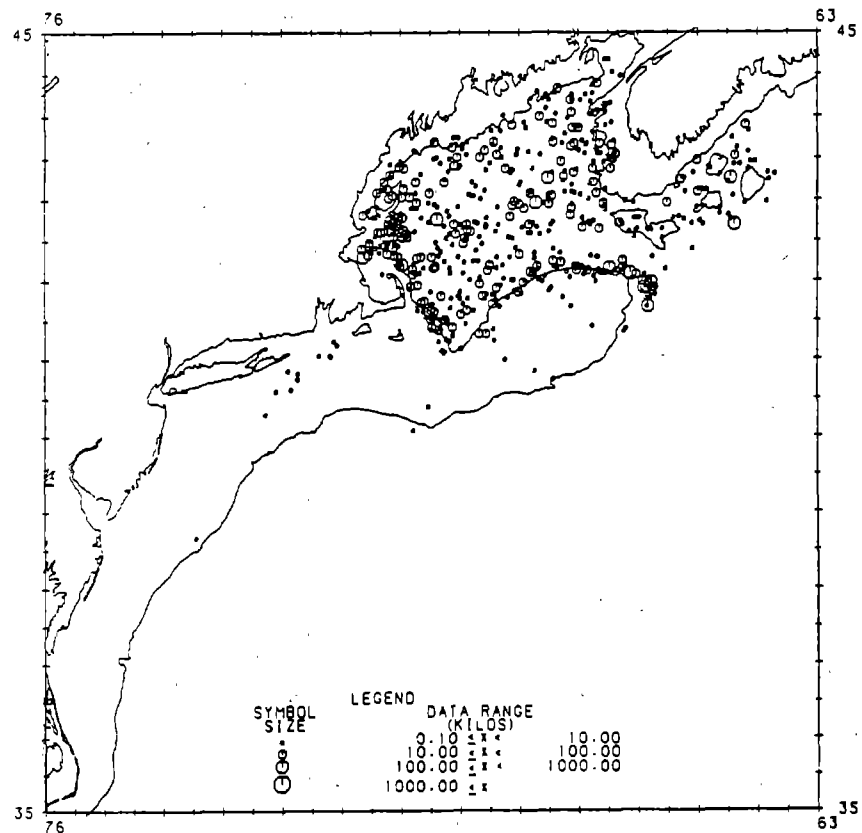 76 63
45 45
LEGEND
SYMBOL SIZE DATA RANGE (KILOS)
0.10 ≤ x < 10.00
10.00 ≤ x < 100.00
100.00 ≤ x < 1000.00
1000.00 ≤ x
35 35
76 63